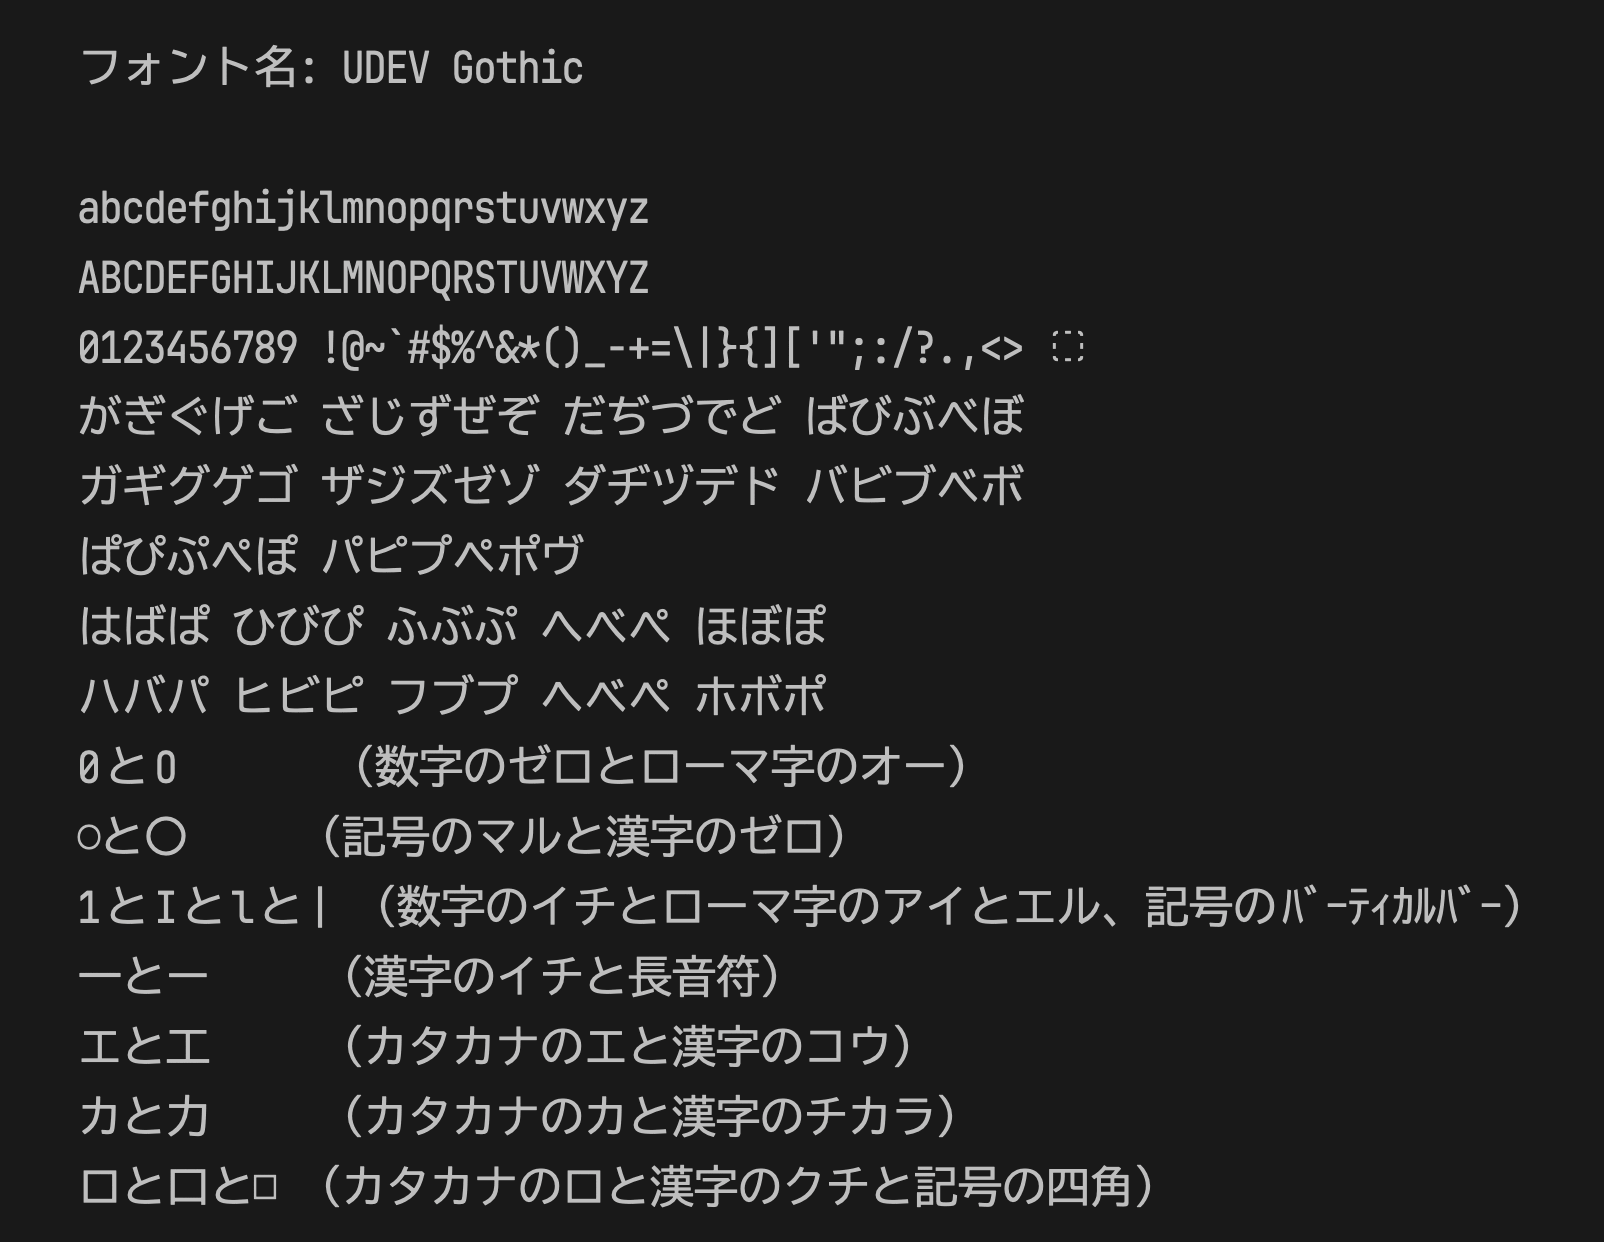 フォント名: UDEV Gothic
abcdefghijklmnopqrstuvwxyz
ABCDEFGHIJKLMNOPQRSTUVWXYZ
0123456789 !@~`#$%^&*()_-+=\|}{]['";:/?.,<> 　
がぎぐげご ざじずぜぞ だぢづでど ばびぶべぼ
ガギグゲゴ ザジズゼゾ ダヂヅデド バビブベボ
ぱぴぷぺぽ パピプペポヴ
はばぱ ひびぴ ふぶぷ へべぺ ほぼぽ
ハバパ ヒビピ フブプ ヘベペ ホボポ
0とO （数字のゼロとローマ字のオー）
○と〇 （記号のマルと漢字のゼロ）
1とIとlと| （数字のイチとローマ字のアイとエル、記号のﾊﾞｰﾃｨｶﾙﾊﾞｰ）
一とー （漢字のイチと長音符）
エと工 （カタカナのエと漢字のコウ）
カと力 （カタカナのカと漢字のチカラ）
ロと口と□ （カタカナのロと漢字のクチと記号の四角）